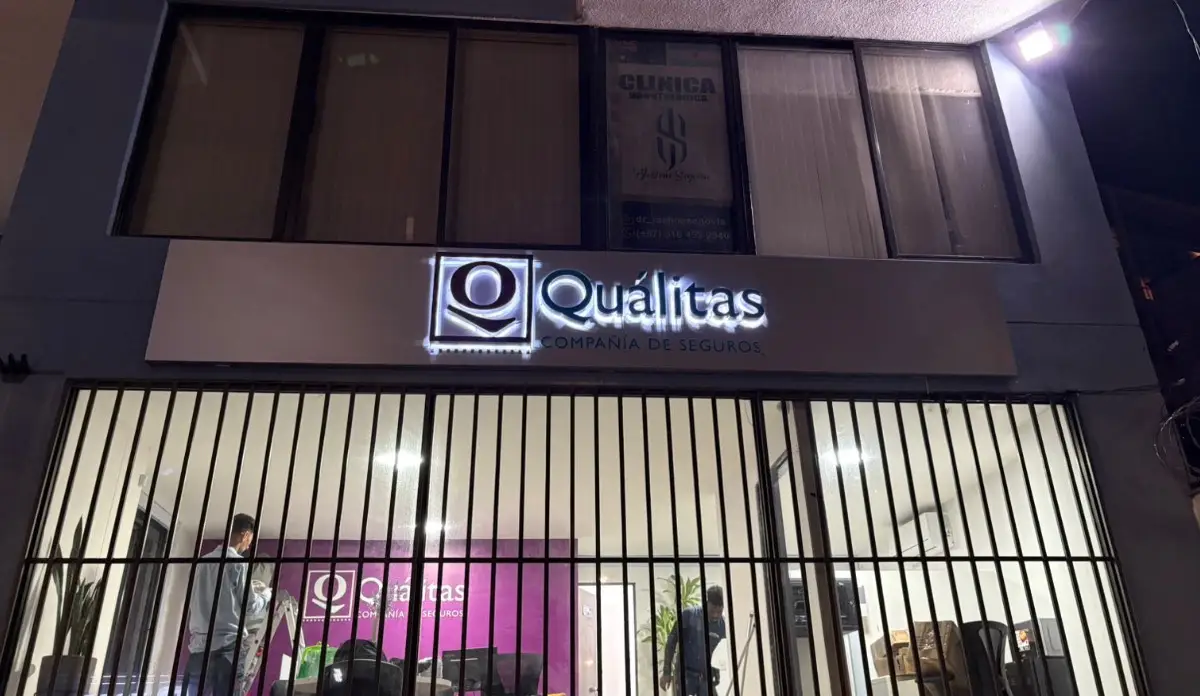 CLINICA
Q
Quálitas
COMPAÑÍA DE SEGUROS
Q
Quálitas
COMPAÑÍA DE SEGUROS